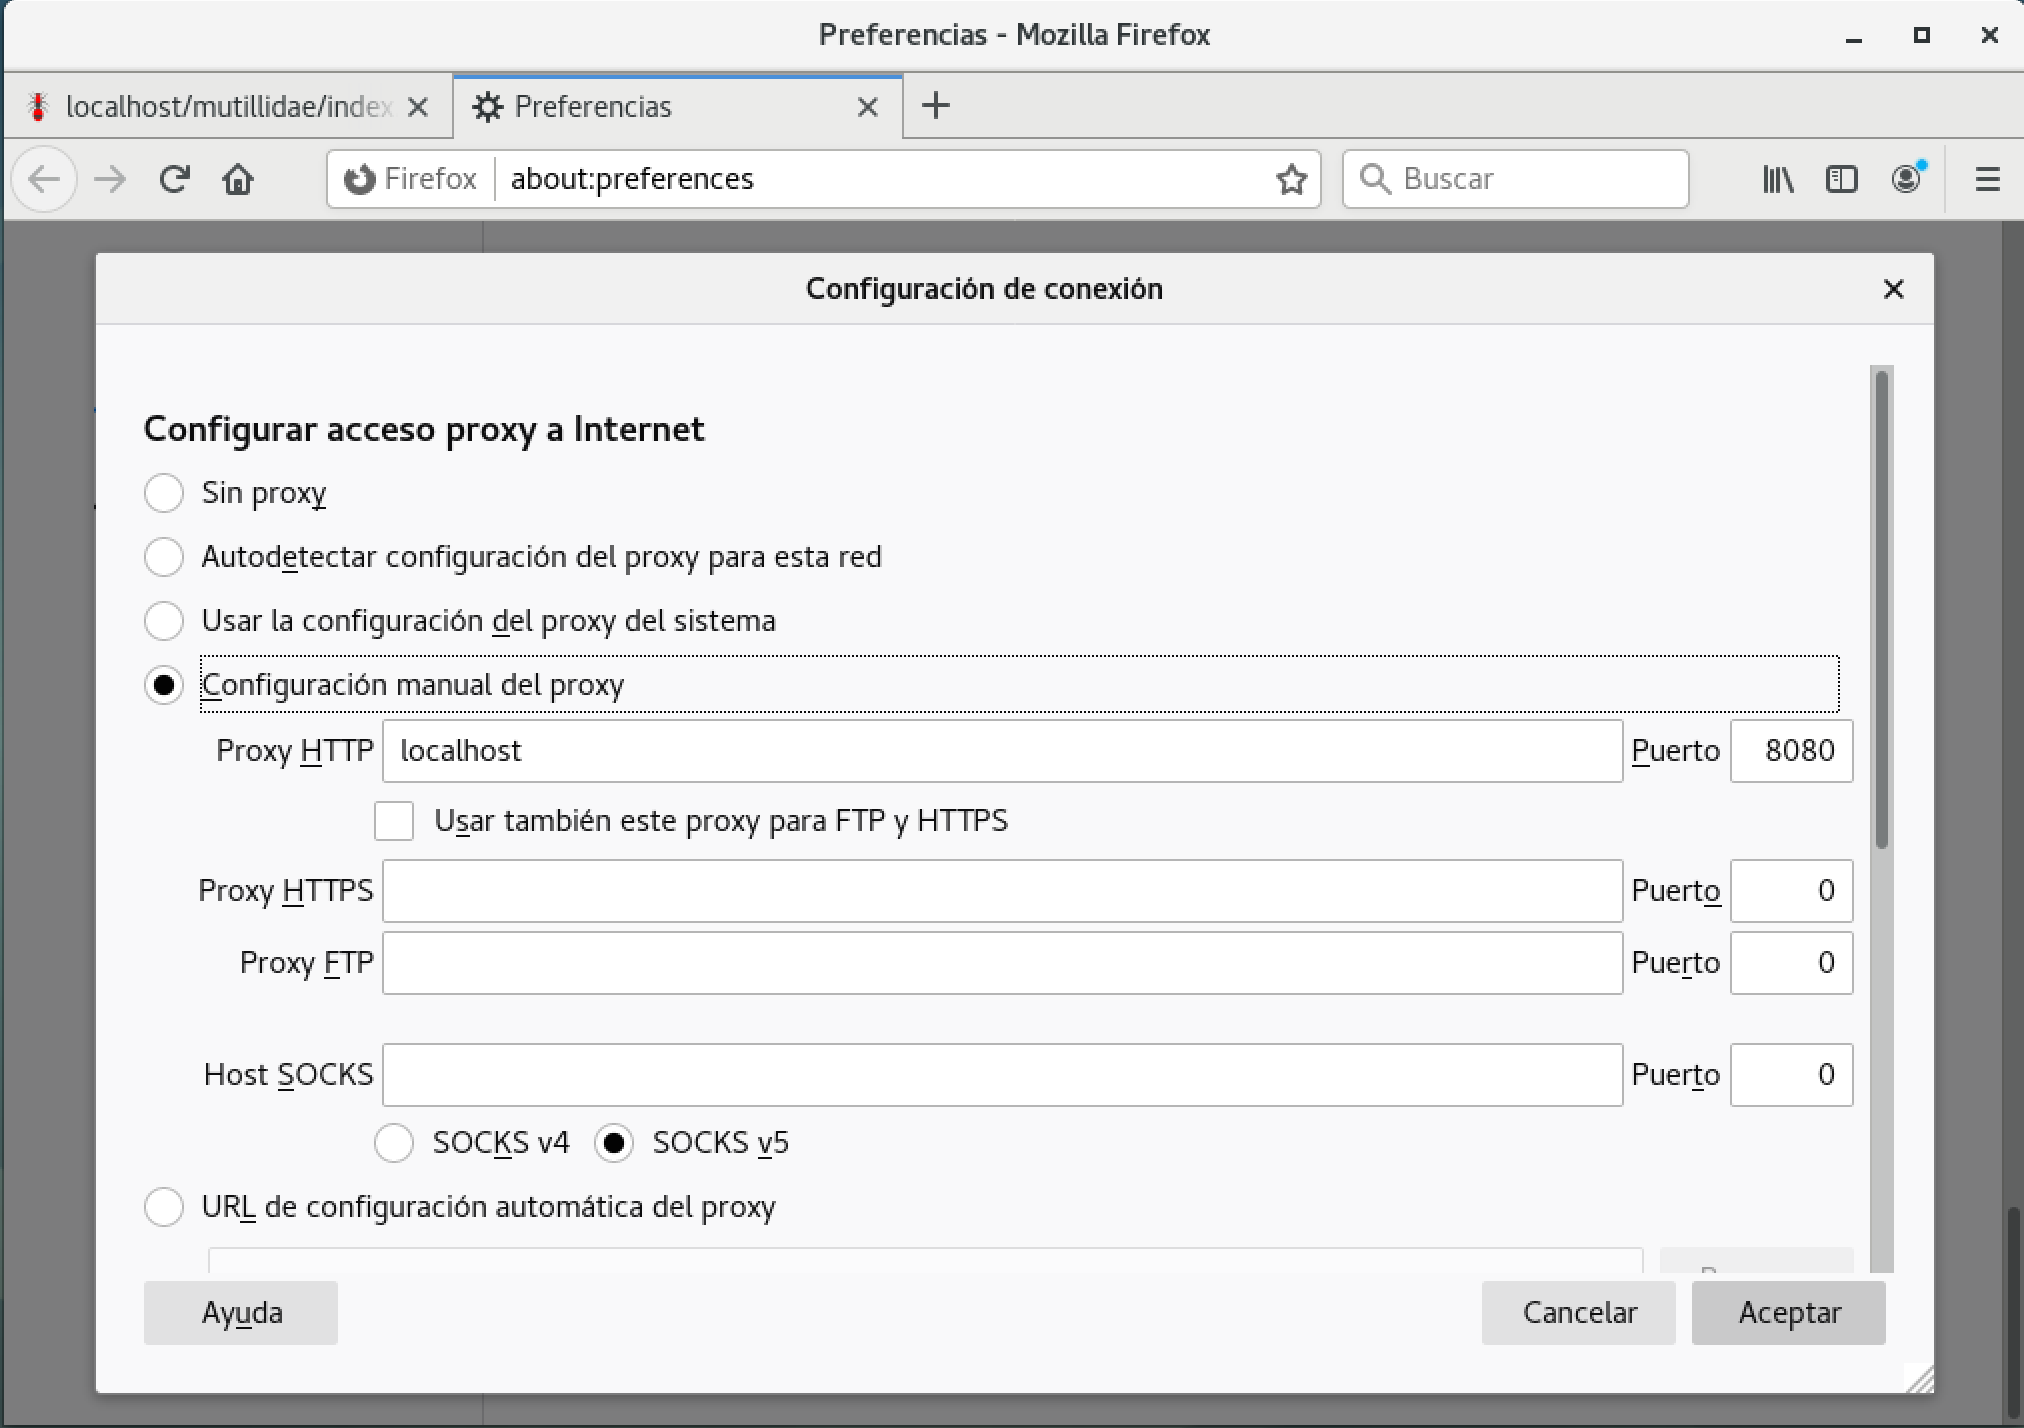 Preferencias - Mozilla Firefox
localhost/mutillidae/index
Preferencias
Firefox
about:preferences
Buscar
Configuración de conexión
Configurar acceso proxy a Internet
Sin proxy
Autodetectar configuración del proxy para esta red
Usar la configuración del proxy del sistema
Configuración manual del proxy
Proxy HTTP localhost Puerto 8080
Usar también este proxy para FTP y HTTPS
Proxy HTTPS Puerto 0
Proxy FTP Puerto 0
Host SOCKS Puerto 0
SOCKS v4 SOCKS v5
URL de configuración automática del proxy
Ayuda Cancelar Aceptar